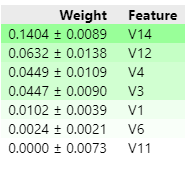 Weight Feature
0.1404 ± 0.0089 V14
0.0632 ± 0.0138 V12
0.0449 ± 0.0109 V4
0.0447 ± 0.0090 V3
0.0102 ± 0.0039 V1
0.0024 ± 0.0021 V6
0.0000 ± 0.0073 V11